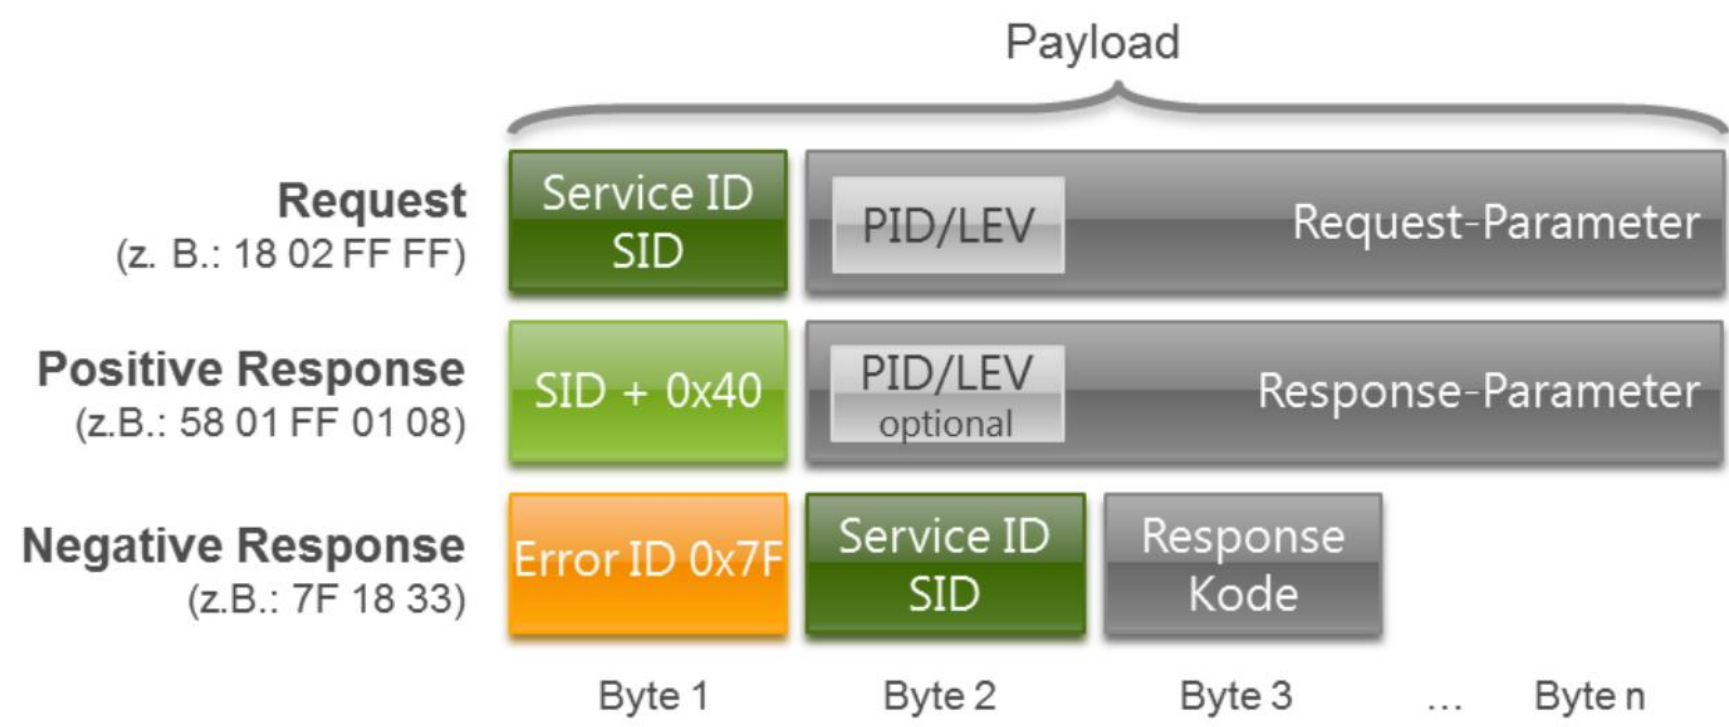 Payload
Request
(z. B.: 18 02 FF FF)
Service ID
SID
PID/LEV
Request-Parameter
Positive Response
(z.B.: 58 01 FF 01 08)
SID + 0x40
PID/LEV
optional
Response-Parameter
Negative Response
(z.B.: 7F 18 33)
Error ID 0x7F
Service ID
SID
Response
Kode
Byte 1
Byte 2
Byte 3
...
Byte n